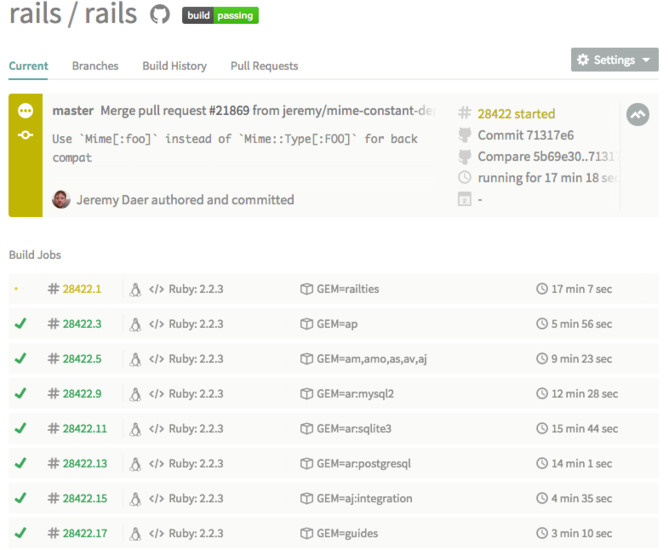 rails / rails build passing
Current Branches Build History Pull Requests Settings
master Merge pull request #21869 from jeremy/mime-constant-dep
Use `Mime[:foo]` instead of `Mime::Type[:FOO]` for back
compat
Jeremy Daer authored and committed
# 28422 started
Commit 71317e6
Compare 5b69e30..7131
running for 17 min 18 sec
-
Build Jobs
# 28422.1 </> Ruby: 2.2.3 GEM=railties 17 min 7 sec
# 28422.3 </> Ruby: 2.2.3 GEM=ap 5 min 56 sec
# 28422.5 </> Ruby: 2.2.3 GEM=am,amo,as,av,aj 9 min 23 sec
# 28422.9 </> Ruby: 2.2.3 GEM=ar:mysql2 12 min 28 sec
# 28422.11 </> Ruby: 2.2.3 GEM=ar:sqlite3 15 min 44 sec
# 28422.13 </> Ruby: 2.2.3 GEM=ar:postgresql 14 min 1 sec
# 28422.15 </> Ruby: 2.2.3 GEM=aj:integration 4 min 35 sec
# 28422.17 </> Ruby: 2.2.3 GEM=guides 3 min 10 sec